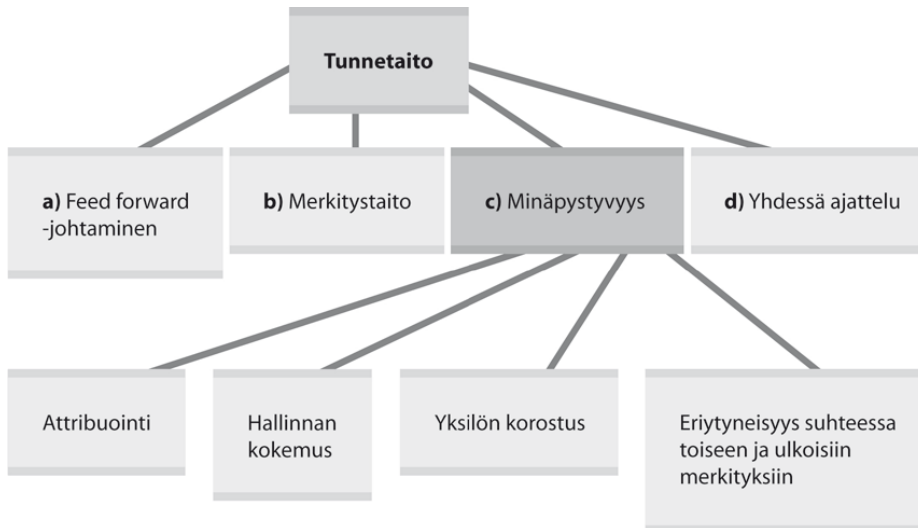 Tunnetaito
a) Feed forward
-johtaminen
b) Merkitystaito
c) Minäpystyvyys
d) Yhdessä ajattelu
Attribuointi
Hallinnan
kokemus
Yksilön korostus
Eriytyneisyys suhteessa
toiseen ja ulkoisiin
merkityksiin